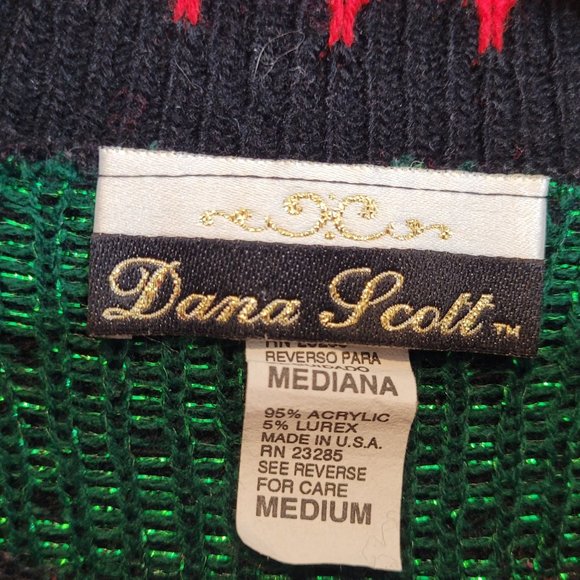 Dana Scott™
REVERSO PARA
MEDIANA
95% ACRYLIC
5% LUREX
MADE IN U.S.A.
RN 23285
SEE REVERSE
FOR CARE
MEDIUM